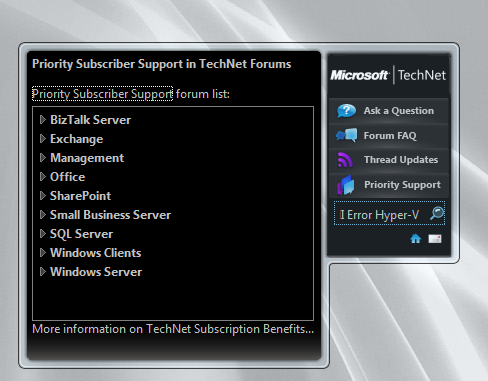 Priority Subscriber Support in TechNet Forums
Priority Subscriber Support forum list:
BizTalk Server
Exchange
Management
Office
SharePoint
Small Business Server
SQL Server
Windows Clients
Windows Server
More information on TechNet Subscription Benefits...
Microsoft TechNet
Ask a Question
Forum FAQ
Thread Updates
Priority Support
I Error Hyper-V